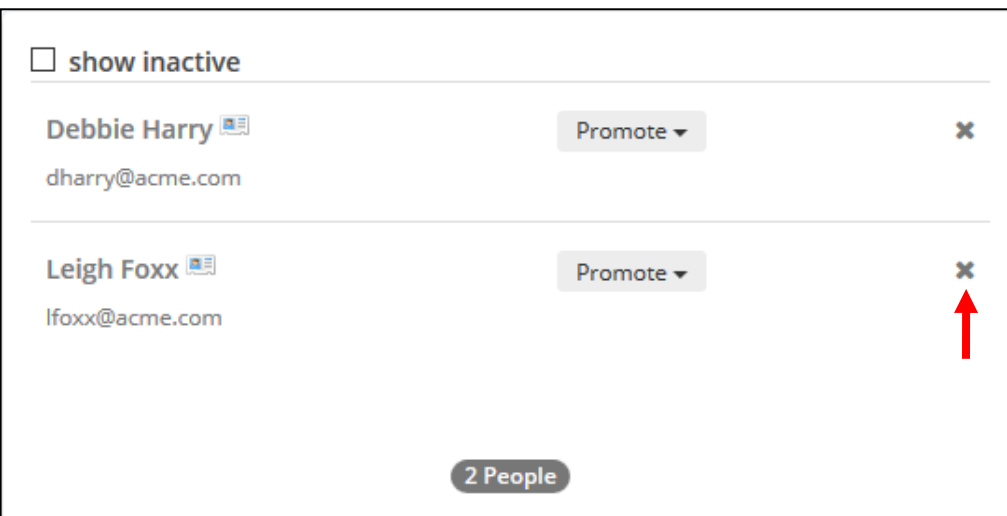 show inactive
Debbie Harry
Promote
dharry@acme.com
Leigh Foxx
Promote
lfoxx@acme.com
2 People